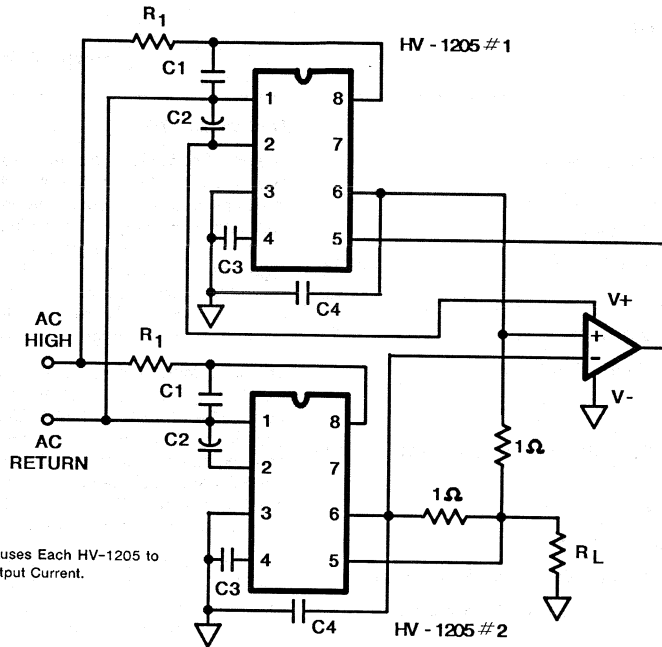 R1
HV-1205#1
C1
1
8
C2
2
7
3
6
4
5
C3
C4
V+
+
-
V-
AC
HIGH
R1
C1
1
8
C2
AC
RETURN
2
7
1Ω
1Ω
3
6
4
5
RL
C3
C4
uses Each HV-1205 to
tput Current.
HV-1205#2